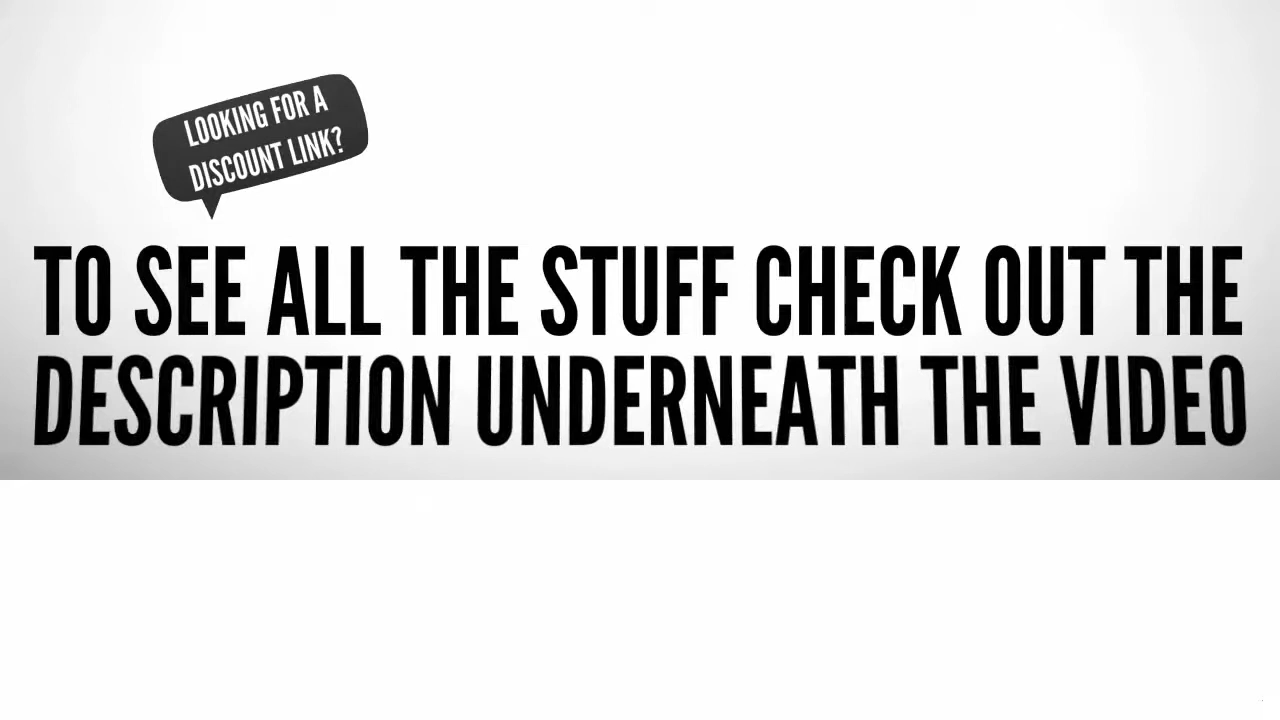 LOOKING FOR A
DISCOUNT LINK?
TO SEE ALL THE STUFF CHECK OUT THE
DESCRIPTION UNDERNEATH THE VIDEO